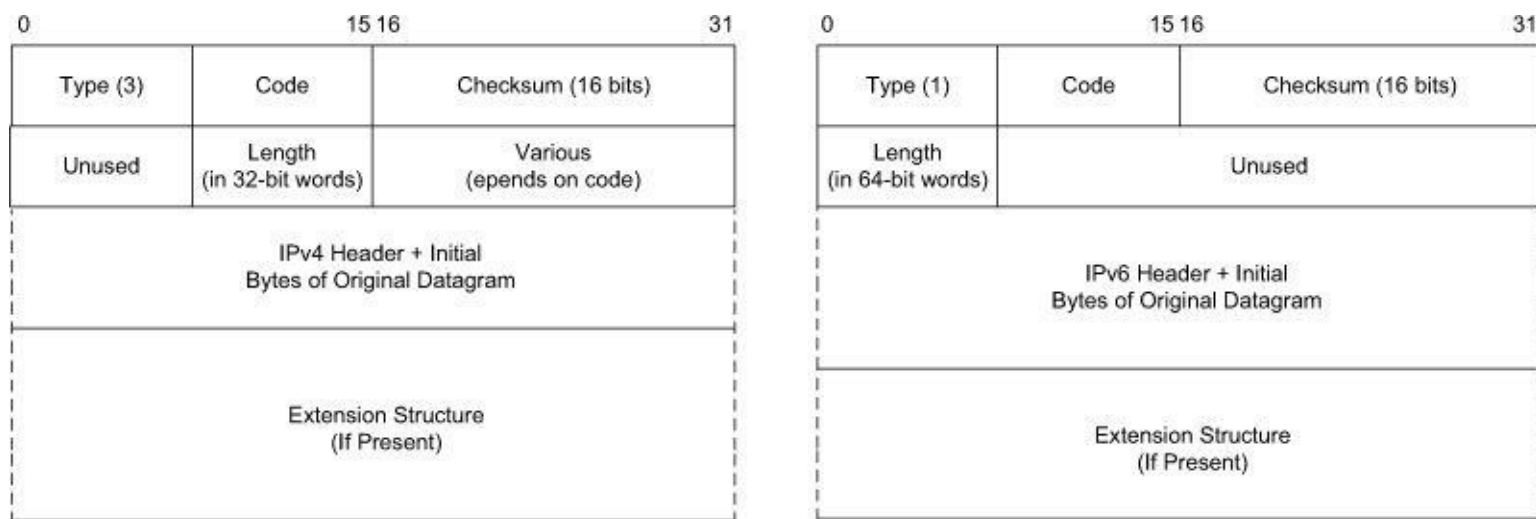 0 15 16 31
Type (3) Code Checksum (16 bits)
Unused
Length
(in 32-bit words)
Various
(epends on code)
IPv4 Header + Initial
Bytes of Original Datagram
Extension Structure
(If Present)
0 15 16 31
Type (1) Code Checksum (16 bits)
Length
(in 64-bit words)
Unused
IPv6 Header + Initial
Bytes of Original Datagram
Extension Structure
(If Present)